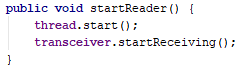 public void startReader() {
    thread.start();
    transceiver.startReceiving();
}